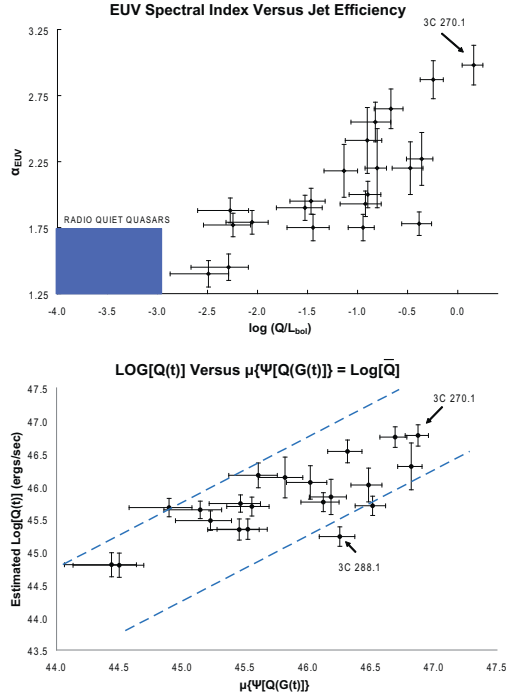 EUV Spectral Index Versus Jet Efficiency
3C 270.1
3.25
2.75
2.25
1.75
1.25
α_EUV
RADIO QUIET QUASARS
-4.0 -3.5 -3.0 -2.5 -2.0 -1.5 -1.0 -0.5 0.0
log (Q/L_bol)
LOG[Q(t)] Versus μ{Ψ[Q(G(t)]} = Log[Q̅]
47.5
47.0
46.5
46.0
45.5
45.0
44.5
44.0
43.5
Estimated Log[Q(t)] (ergs/sec)
3C 270.1
3C 288.1
44.0 44.5 45.0 45.5 46.0 46.5 47.0 47.5
μ{Ψ[Q(G(t)]}